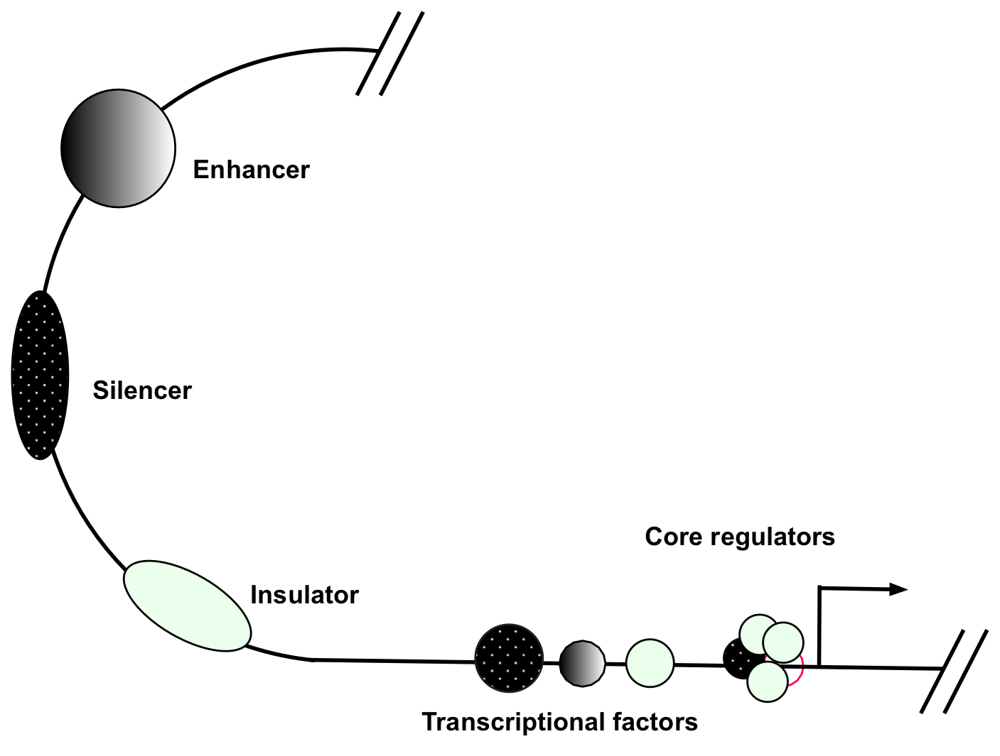 Enhancer
Silencer
Insulator
Core regulators
Transcriptional factors